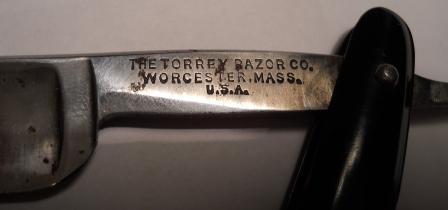 THE TORREY RAZOR CO.
WORCESTER, MASS.
U.S.A.